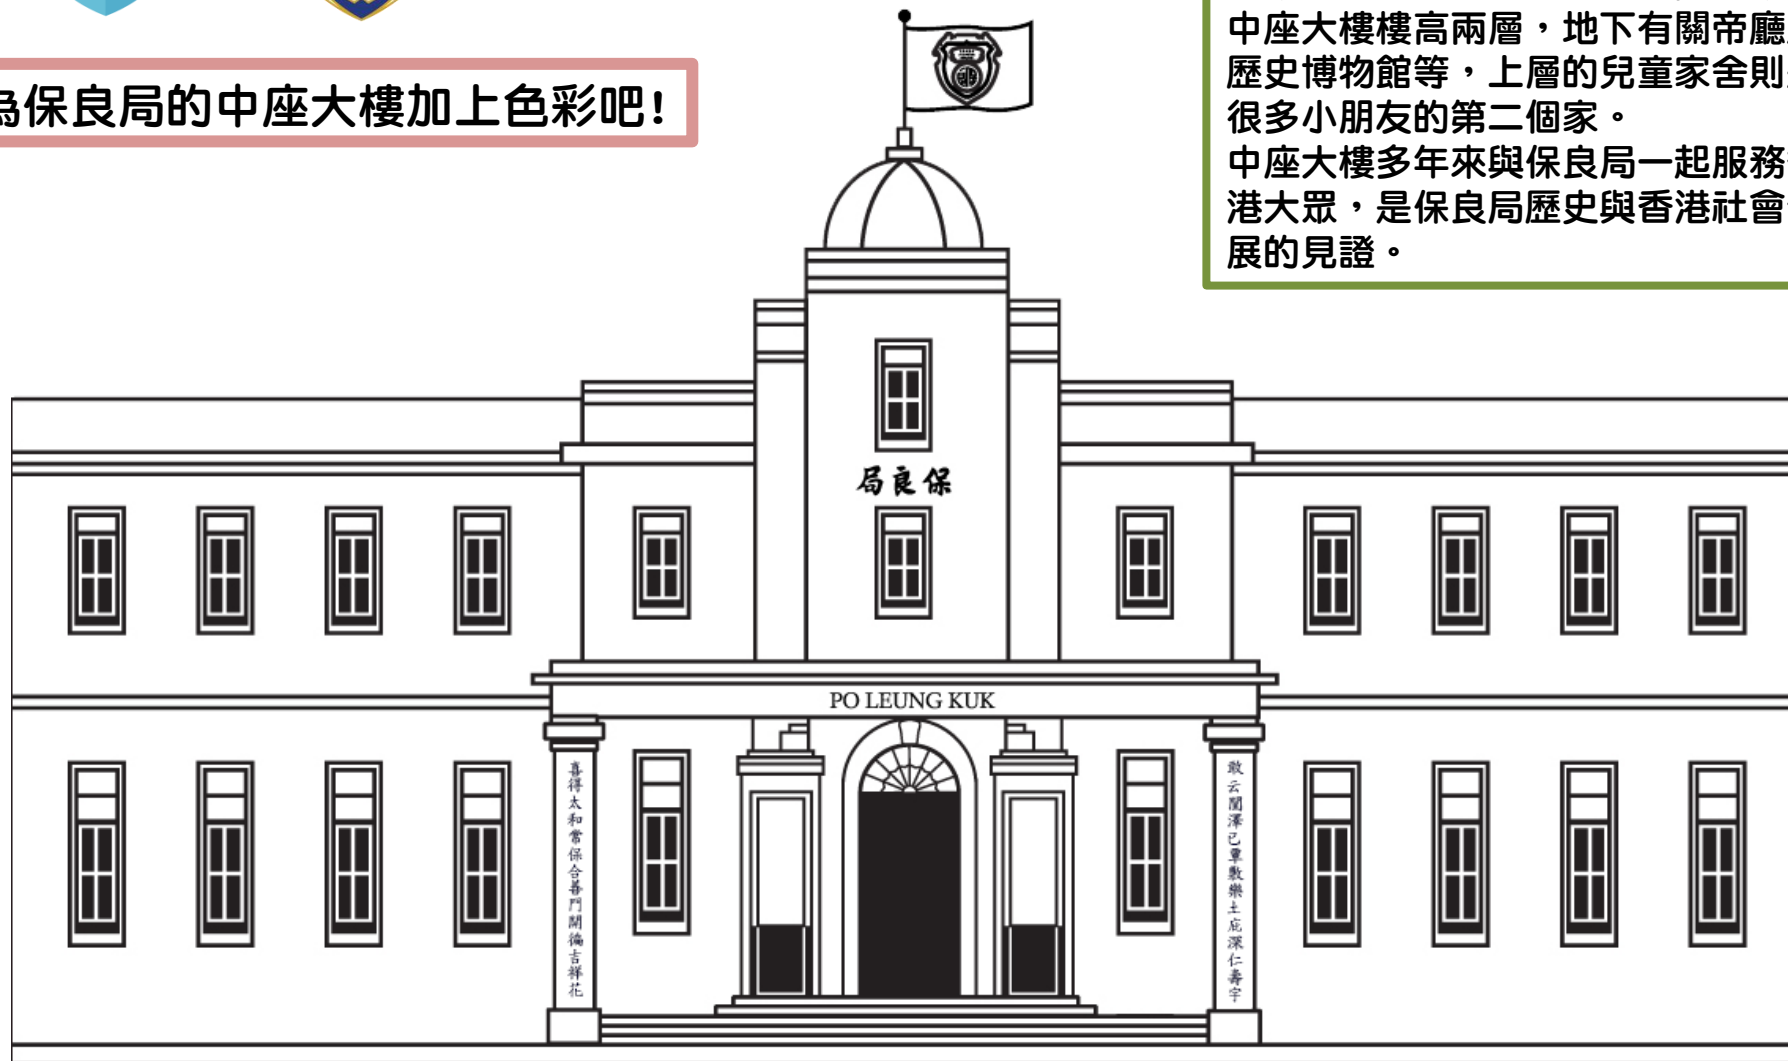 為保良局的中座大樓加上色彩吧!
中座大樓樓高兩層，地下有關帝廳
歷史博物館等，上層的兒童家舍則
很多小朋友的第二個家。
中座大樓多年來與保良局一起服務
港大眾，是保良局歷史與香港社會
展的見證。
局良保
PO LEUNG KUK
喜得太和常保合善門開徧吉祥花
敢云闓澤已覃敷樂土庇深仁壽宇